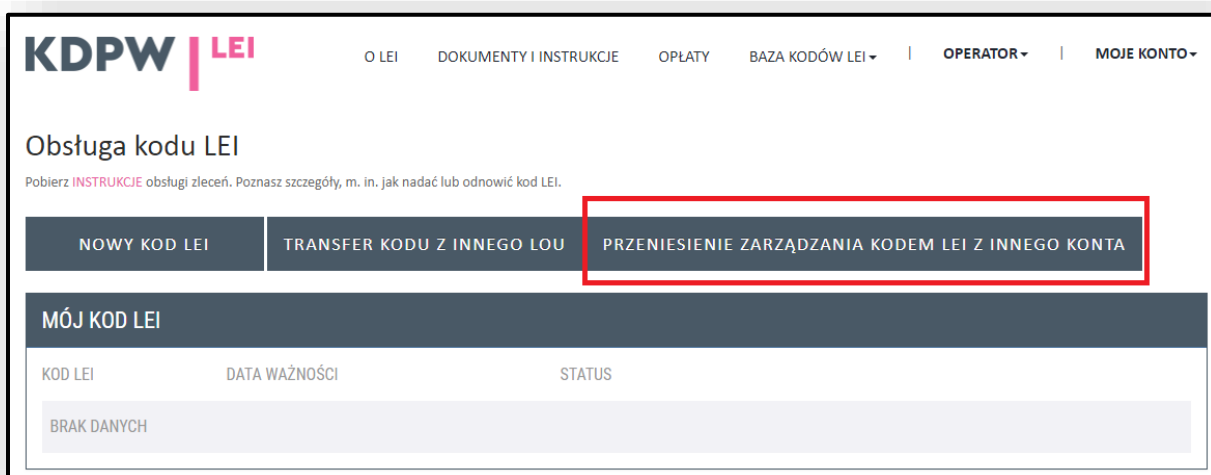 KDPW LEI
O LEI DOKUMENTY I INSTRUKCJE OPŁATY BAZA KODÓW LEI | OPERATOR | MOJE KONTO
Obsługa kodu LEI
Pobierz INSTRUKCJE obsługi zleceń. Poznasz szczegóły, m. in. jak nadać lub odnowić kod LEI.
NOWY KOD LEI TRANSFER KODU Z INNEGO LOU PRZENIESIENIE ZARZĄDZANIA KODEM LEI Z INNEGO KONTA
MÓJ KOD LEI
KOD LEI DATA WAŻNOŚCI STATUS
BRAK DANYCH